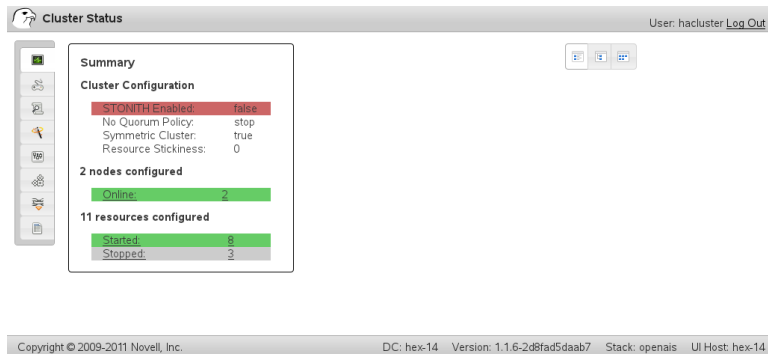 Cluster Status
User: hacluster Log Out
Summary
Cluster Configuration
STONITH Enabled: false
No Quorum Policy: stop
Symmetric Cluster: true
Resource Stickiness: 0
2 nodes configured
Online: 2
11 resources configured
Started: 8
Stopped: 3
Copyright © 2009-2011 Novell, Inc. DC: hex-14 Version: 1.1.6-2d8fad5daab7 Stack: openais UI Host: hex-14